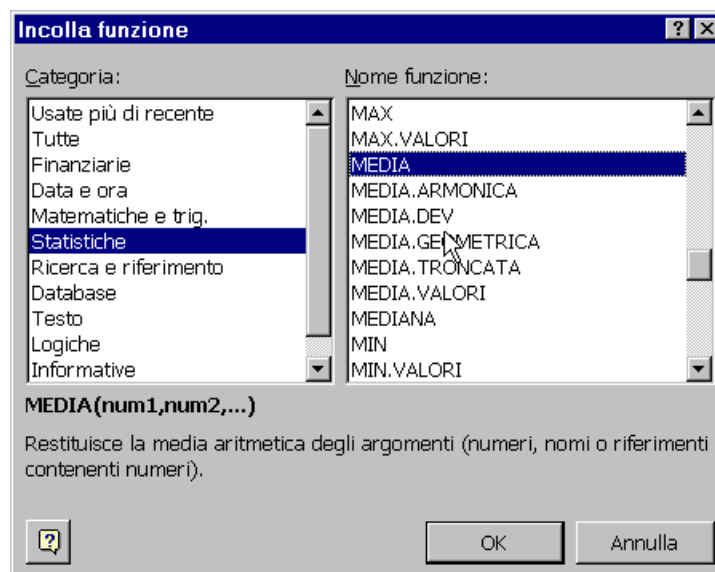 Incolla funzione
Categoria:
Usate più di recente
Tutte
Finanziarie
Data e ora
Matematiche e trig.
Statistiche
Ricerca e riferimento
Database
Testo
Logiche
Informative
Nome funzione:
MAX
MAX.VALORI
MEDIA
MEDIA.ARMONICA
MEDIA.DEV
MEDIA.GEOMETRICA
MEDIA.TRONCATA
MEDIA.VALORI
MEDIANA
MIN
MIN.VALORI
MEDIA(num1,num2,...)
Restituisce la media aritmetica degli argomenti (numeri, nomi o riferimenti
contenenti numeri).
OK
Annulla